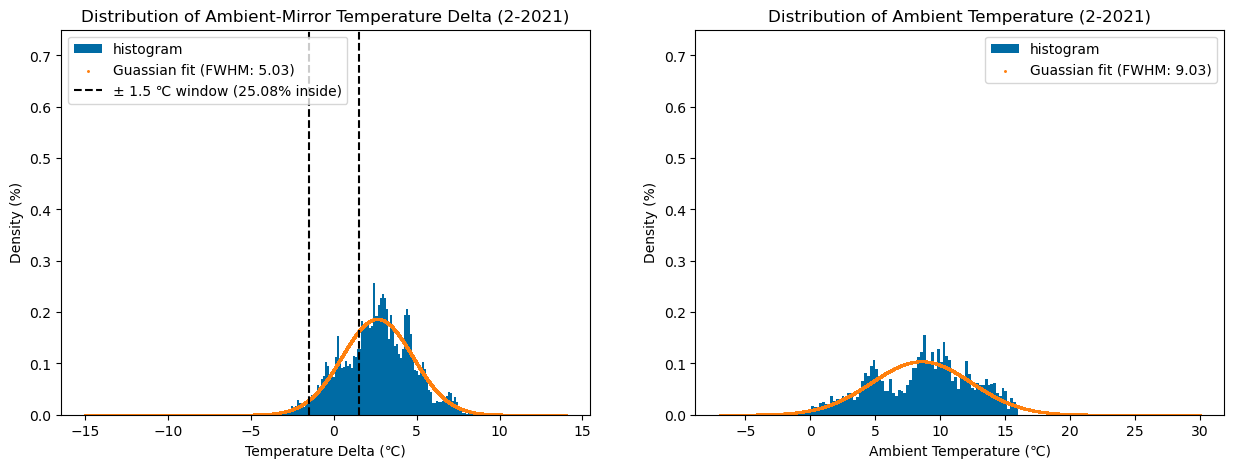 Distribution of Ambient-Mirror Temperature Delta (2-2021)
histogram
Guassian fit (FWHM: 5.03)
± 1.5 ℃ window (25.08% inside)
Density (%)
0.7
0.6
0.5
0.4
0.3
0.2
0.1
0.0
−15 −10 −5 0 5 10 15
Temperature Delta (℃)
Distribution of Ambient Temperature (2-2021)
histogram
Guassian fit (FWHM: 9.03)
Density (%)
0.7
0.6
0.5
0.4
0.3
0.2
0.1
0.0
−5 0 5 10 15 20 25 30
Ambient Temperature (℃)